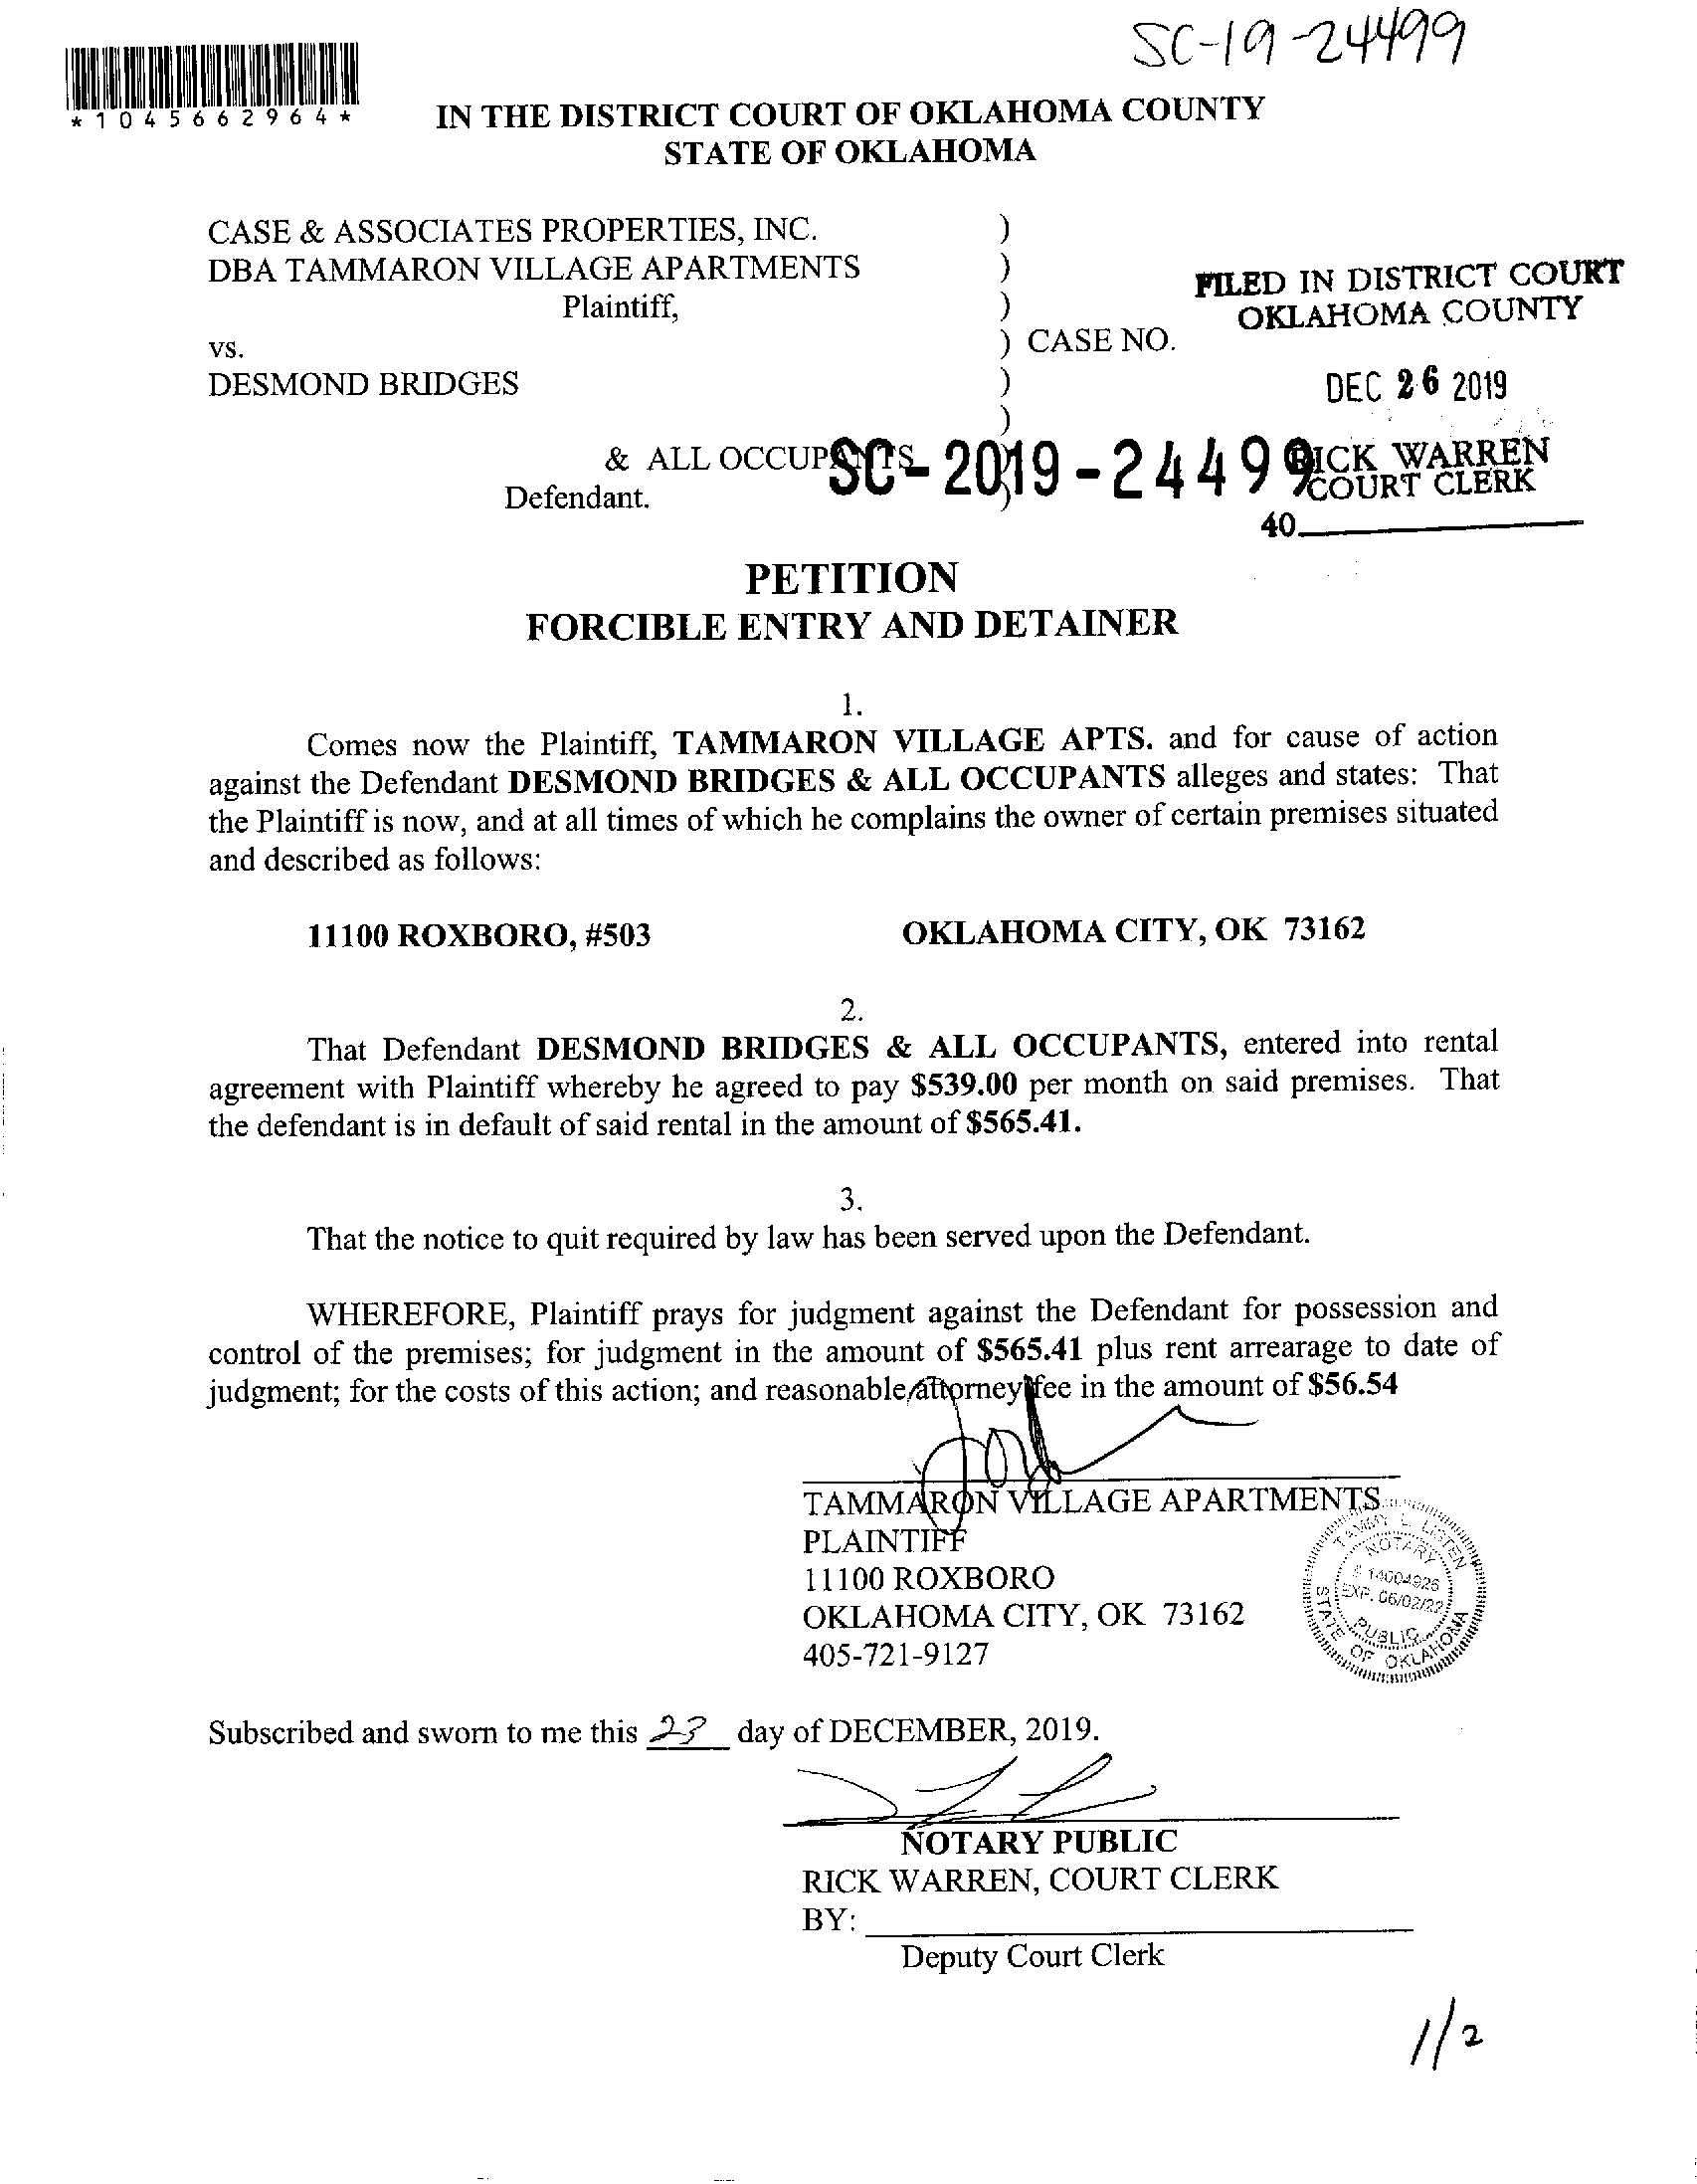 SC-19-24499
*1045662964*
IN THE DISTRICT COURT OF OKLAHOMA COUNTY
STATE OF OKLAHOMA
CASE & ASSOCIATES PROPERTIES, INC. )
DBA TAMMARON VILLAGE APARTMENTS )
Plaintiff, )
vs. ) CASE NO.
DESMOND BRIDGES )
)
& ALL OCCUPANTS )
Defendant. )
FILED IN DISTRICT COURT
OKLAHOMA COUNTY
DEC 26 2019
SC-2019-24499
RICK WARREN
COURT CLERK
40
PETITION
FORCIBLE ENTRY AND DETAINER
1.
Comes now the Plaintiff, TAMMARON VILLAGE APTS. and for cause of action
against the Defendant DESMOND BRIDGES & ALL OCCUPANTS alleges and states: That
the Plaintiff is now, and at all times of which he complains the owner of certain premises situated
and described as follows:
11100 ROXBORO, #503 OKLAHOMA CITY, OK 73162
2.
That Defendant DESMOND BRIDGES & ALL OCCUPANTS, entered into rental
agreement with Plaintiff whereby he agreed to pay $539.00 per month on said premises. That
the defendant is in default of said rental in the amount of $565.41.
3.
That the notice to quit required by law has been served upon the Defendant.
WHEREFORE, Plaintiff prays for judgment against the Defendant for possession and
control of the premises; for judgment in the amount of $565.41 plus rent arrearage to date of
judgment; for the costs of this action; and reasonable attorney fee in the amount of $56.54
TAMMARON VILLAGE APARTMENTS
PLAINTIFF
11100 ROXBORO
OKLAHOMA CITY, OK 73162
405-721-9127
TAMMY L. LISTEN
NOTARY
# 14004926
EXP. 06/02/22
PUBLIC
STATE OF OKLAHOMA
Subscribed and sworn to me this 23 day of DECEMBER, 2019.
NOTARY PUBLIC
RICK WARREN, COURT CLERK
BY:
Deputy Court Clerk
1/2